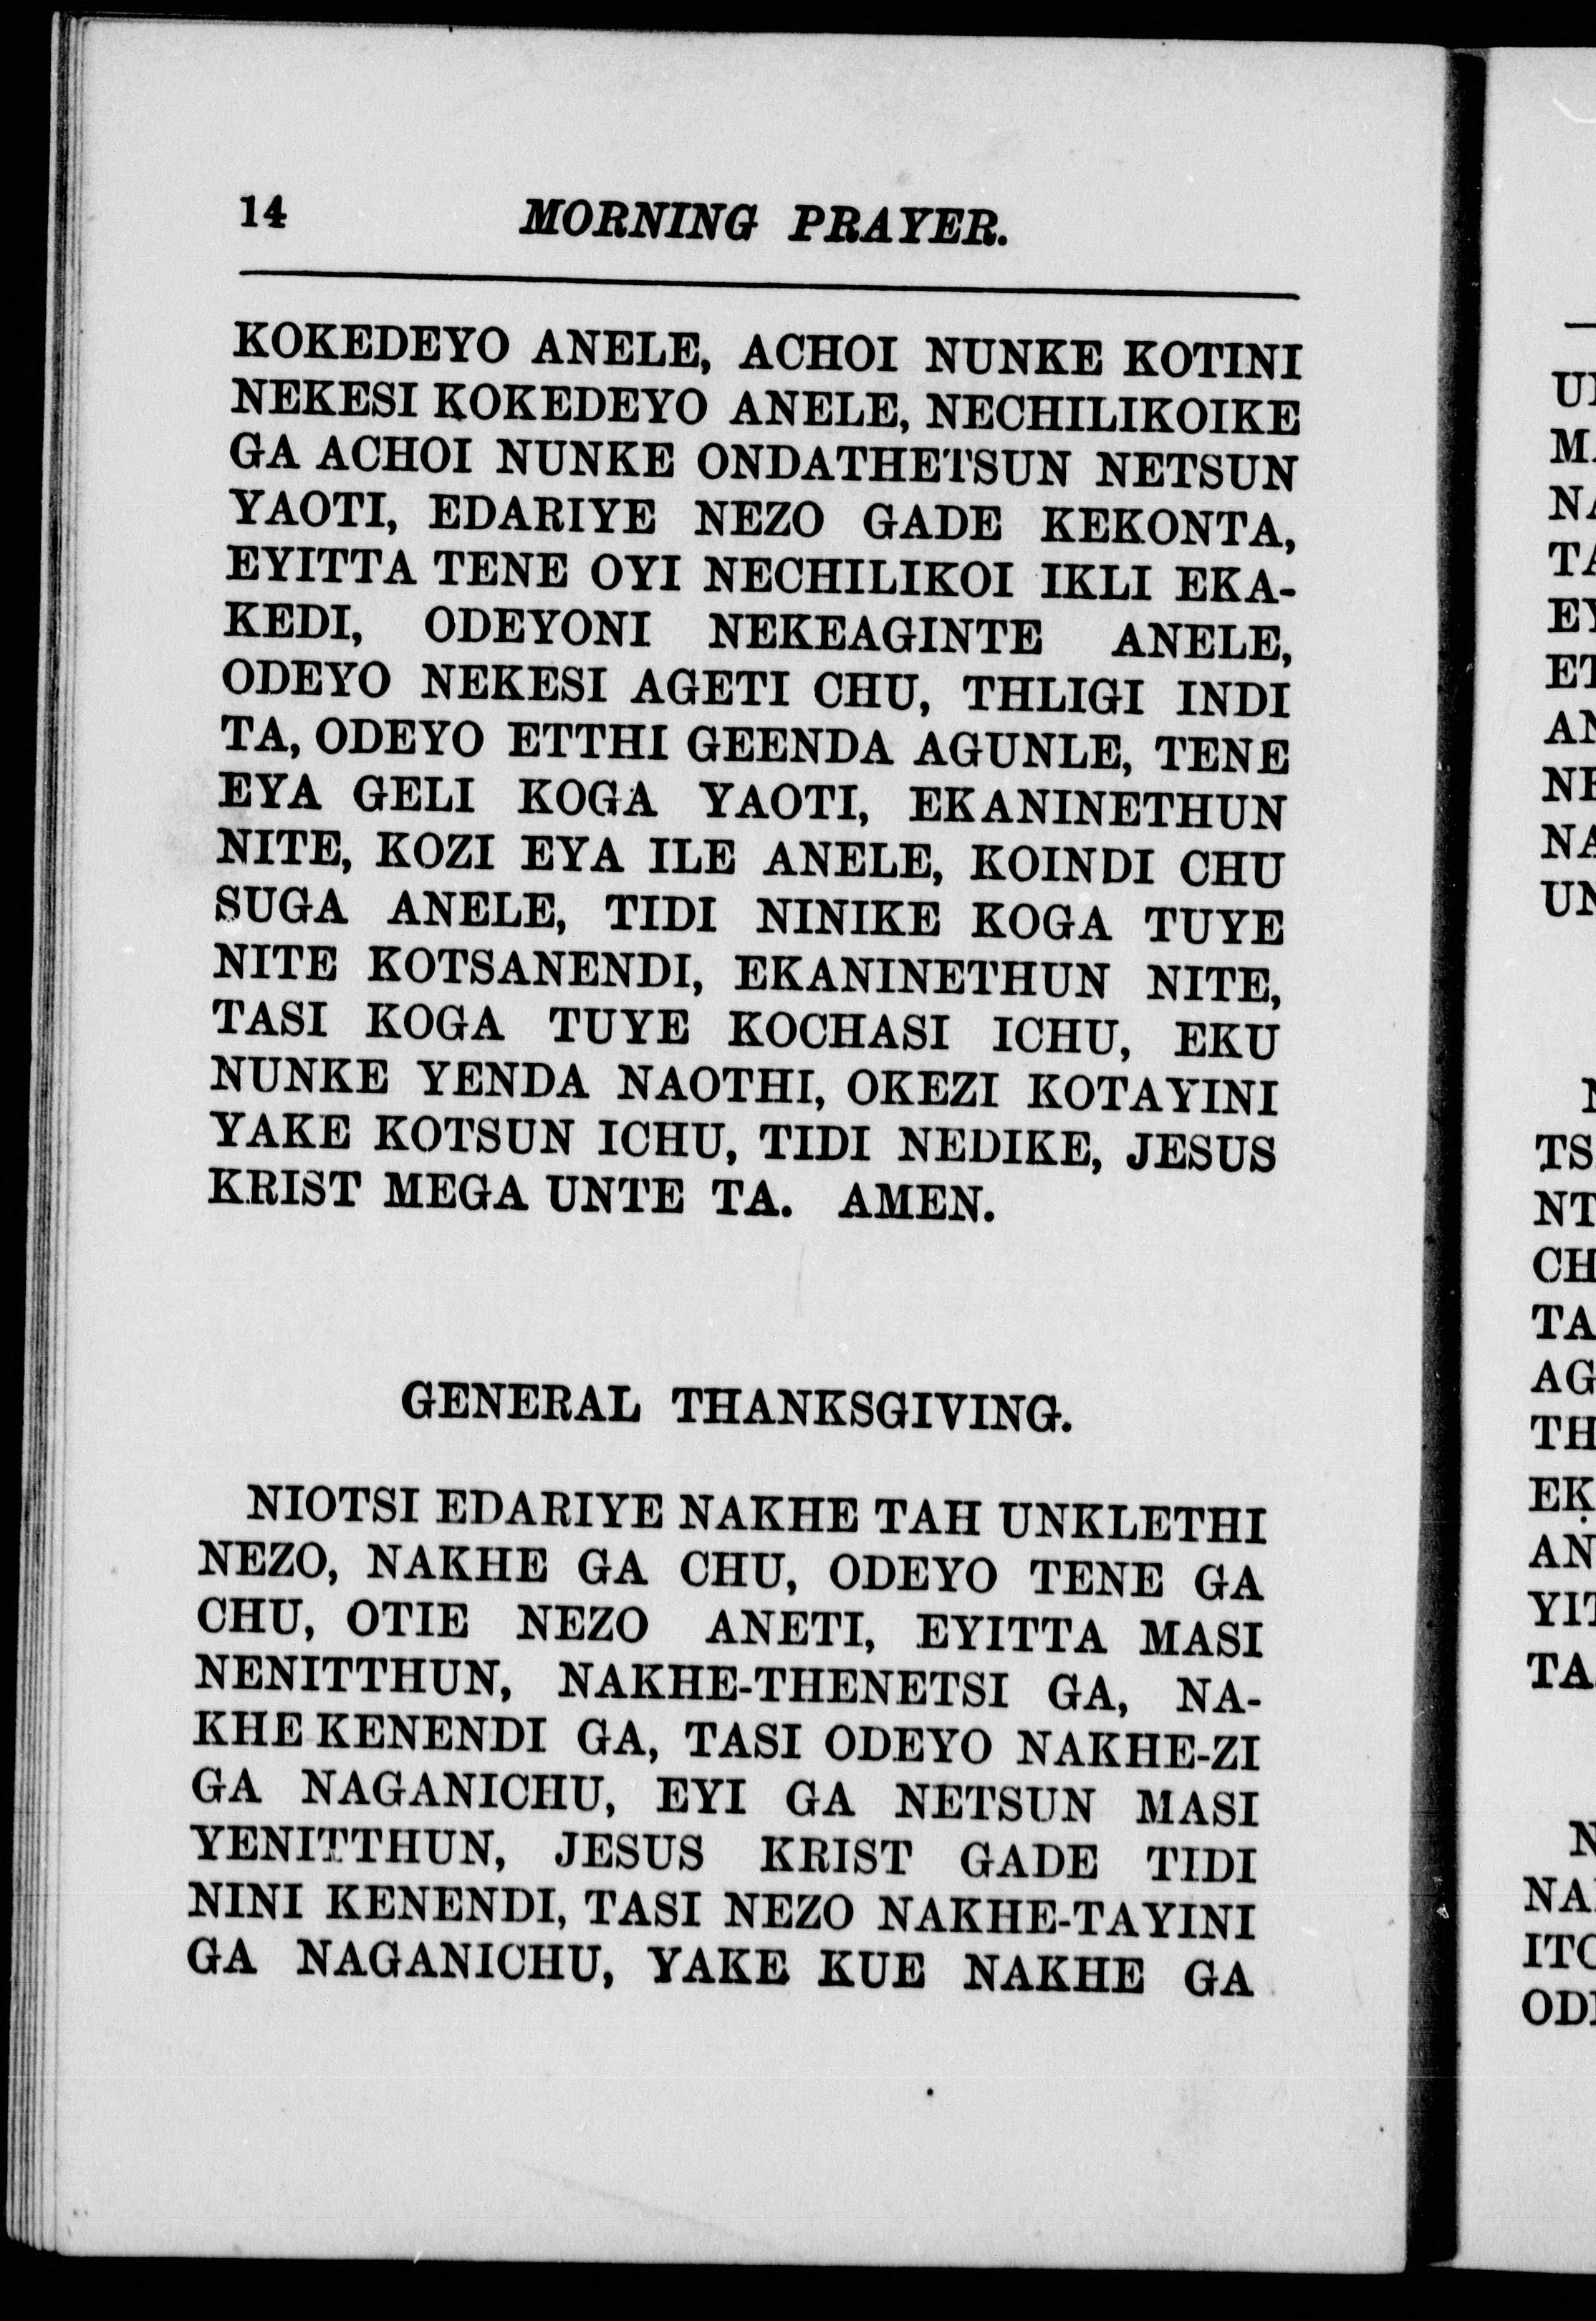 14 MORNING PRAYER.
KOKEDEYO ANELE, ACHOI NUNKE KOTINI
NEKESI KOKEDEYO ANELE, NECHILIKOIKE
GA ACHOI NUNKE ONDATHETSUN NETSUN
YAOTI, EDARIYE NEZO GADE KEKONTA,
EYITTA TENE OYI NECHILIKOI IKLI EKA-
KEDI, ODEYONI NEKEAGINTE ANELE,
ODEYO NEKESI AGETI CHU, THLIGI INDI
TA, ODEYO ETTHI GEENDA AGUNLE, TENE
EYA GELI KOGA YAOTI, EKANINETHUN
NITE, KOZI EYA ILE ANELE, KOINDI CHU
SUGA ANELE, TIDI NINIKE KOGA TUYE
NITE KOTSANENDI, EKANINETHUN NITE,
TASI KOGA TUYE KOCHASI ICHU, EKU
NUNKE YENDA NAOTHI, OKEZI KOTAYINI
YAKE KOTSUN ICHU, TIDI NEDIKE, JESUS
KRIST MEGA UNTE TA. AMEN.
GENERAL THANKSGIVING.
NIOTSI EDARIYE NAKHE TAH UNKLETHI
NEZO, NAKHE GA CHU, ODEYO TENE GA
CHU, OTIE NEZO ANETI, EYITTA MASI
NENITTHUN, NAKHE-THENETSI GA, NA-
KHE KENENDI GA, TASI ODEYO NAKHE-ZI
GA NAGANICHU, EYI GA NETSUN MASI
YENITTHUN, JESUS KRIST GADE TIDI
NINI KENENDI, TASI NEZO NAKHE-TAYINI
GA NAGANICHU, YAKE KUE NAKHE GA